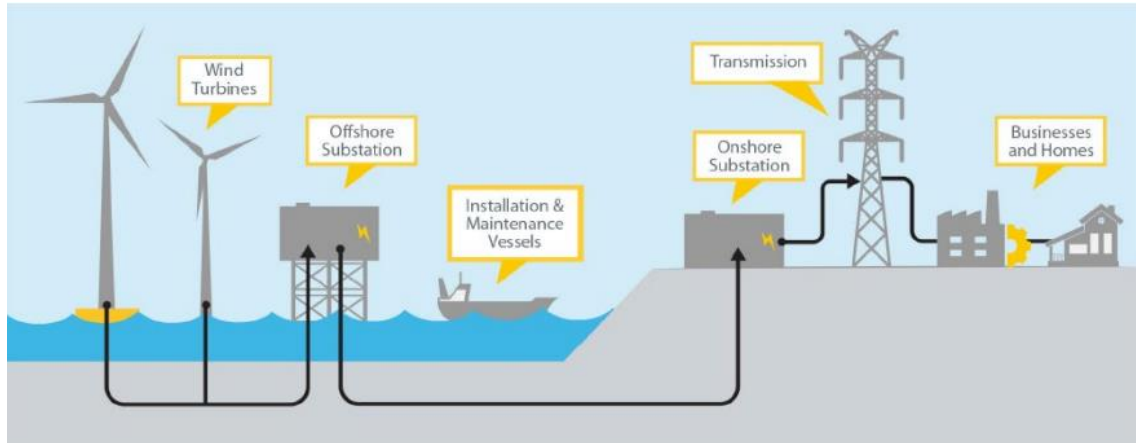 Wind
Turbines
Offshore
Substation
Installation &
Maintenance
Vessels
Transmission
Onshore
Substation
Businesses
and Homes